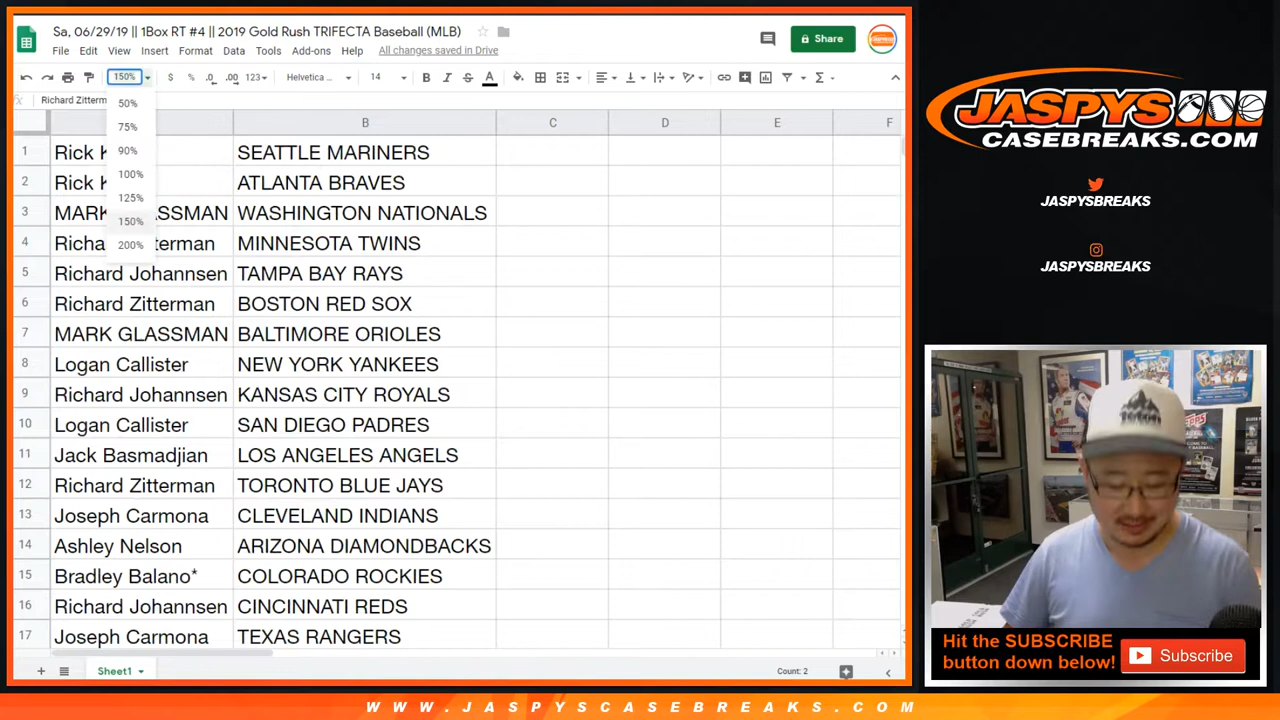 Sa, 06/29/19 || 1Box RT #4 || 2019 Gold Rush TRIFECTA Baseball (MLB)
File Edit View Insert Format Data Tools Add-ons Help All changes saved in Drive
Share
150% $ % .0 .00 123 Helvetica ... 14 B I S A
fx Richard Zitterm
50%
75%
90%
100%
125%
150%
200%
B C D E F
1 Rick K SEATTLE MARINERS
2 Rick K ATLANTA BRAVES
3 MARK GLASSMAN WASHINGTON NATIONALS
4 Richa terman MINNESOTA TWINS
5 Richard Johannsen TAMPA BAY RAYS
6 Richard Zitterman BOSTON RED SOX
7 MARK GLASSMAN BALTIMORE ORIOLES
8 Logan Callister NEW YORK YANKEES
9 Richard Johannsen KANSAS CITY ROYALS
10 Logan Callister SAN DIEGO PADRES
11 Jack Basmadjian LOS ANGELES ANGELS
12 Richard Zitterman TORONTO BLUE JAYS
13 Joseph Carmona CLEVELAND INDIANS
14 Ashley Nelson ARIZONA DIAMONDBACKS
15 Bradley Balano* COLORADO ROCKIES
16 Richard Johannsen CINCINNATI REDS
17 Joseph Carmona TEXAS RANGERS
Sheet1
Count: 2
JASPYS
CASEBREAKS.COM
JASPYSBREAKS
JASPYSBREAKS
Hit the SUBSCRIBE
button down below!
Subscribe
WWW.JASPYSCASEBREAKS.COM